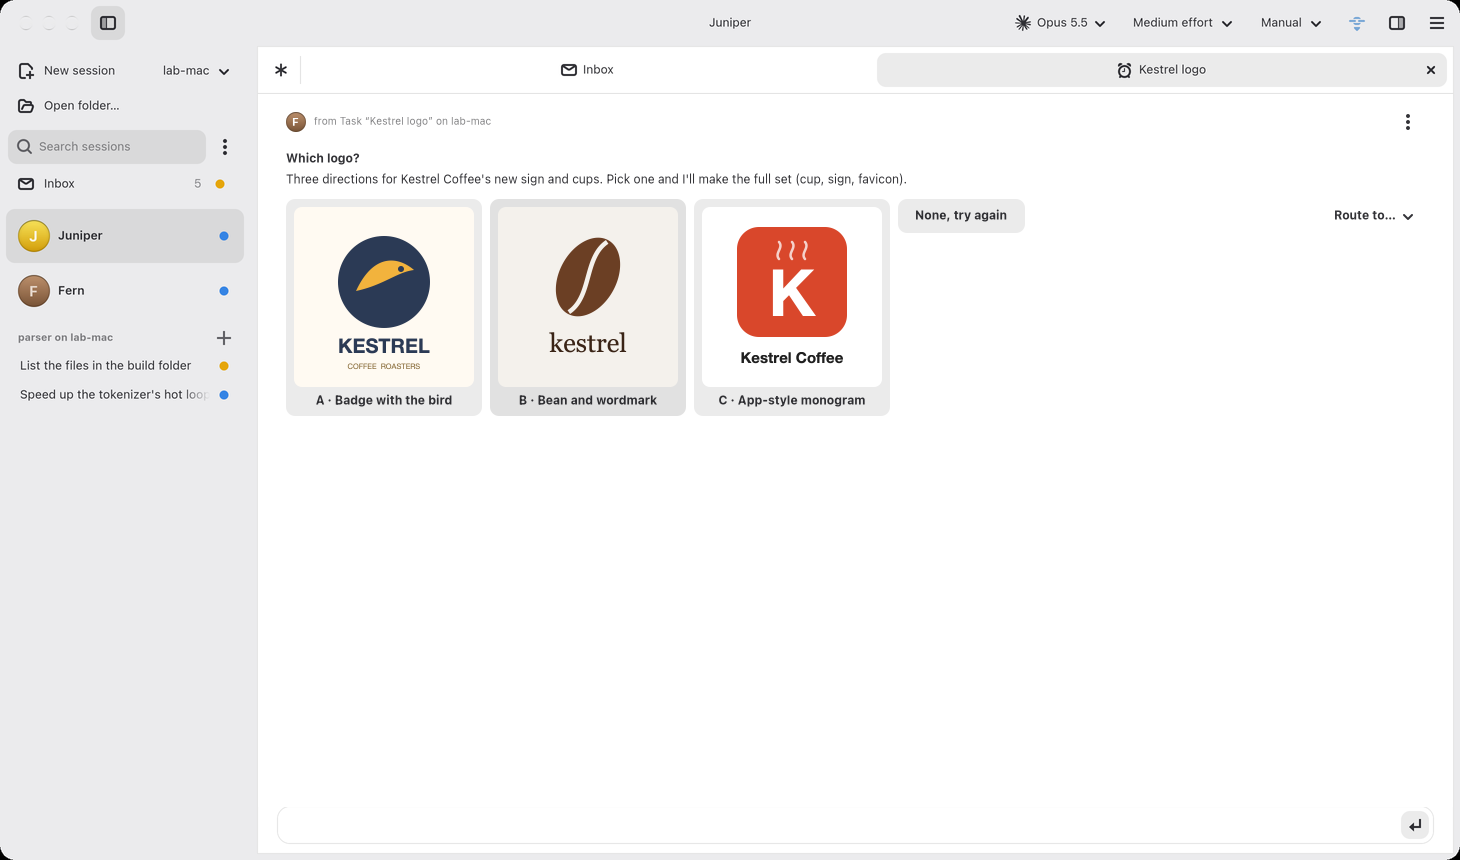 Juniper
Opus 5.5
Medium effort
Manual
New session
lab-mac
Open folder...
Search sessions
Inbox
5
J
Juniper
F
Fern
parser on lab-mac
List the files in the build folder
Speed up the tokenizer's hot loop
Inbox
Kestrel logo
F
from Task "Kestrel logo" on lab-mac
Which logo?
Three directions for Kestrel Coffee's new sign and cups. Pick one and I'll make the full set (cup, sign, favicon).
KESTREL
COFFEE ROASTERS
A · Badge with the bird
kestrel
B · Bean and wordmark
K
Kestrel Coffee
C · App-style monogram
None, try again
Route to...